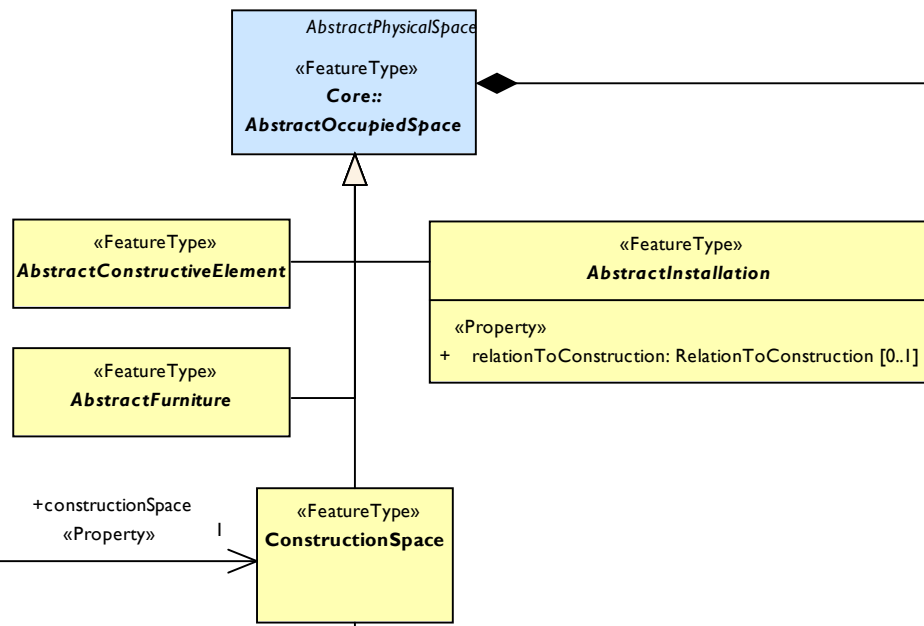 AbstractPhysicalSpace
«FeatureType»
Core::
AbstractOccupiedSpace
«FeatureType»
AbstractConstructiveElement
«FeatureType»
AbstractInstallation
«Property»
+ relationToConstruction: RelationToConstruction [0..1]
«FeatureType»
AbstractFurniture
+constructionSpace
«Property»
1
«FeatureType»
ConstructionSpace